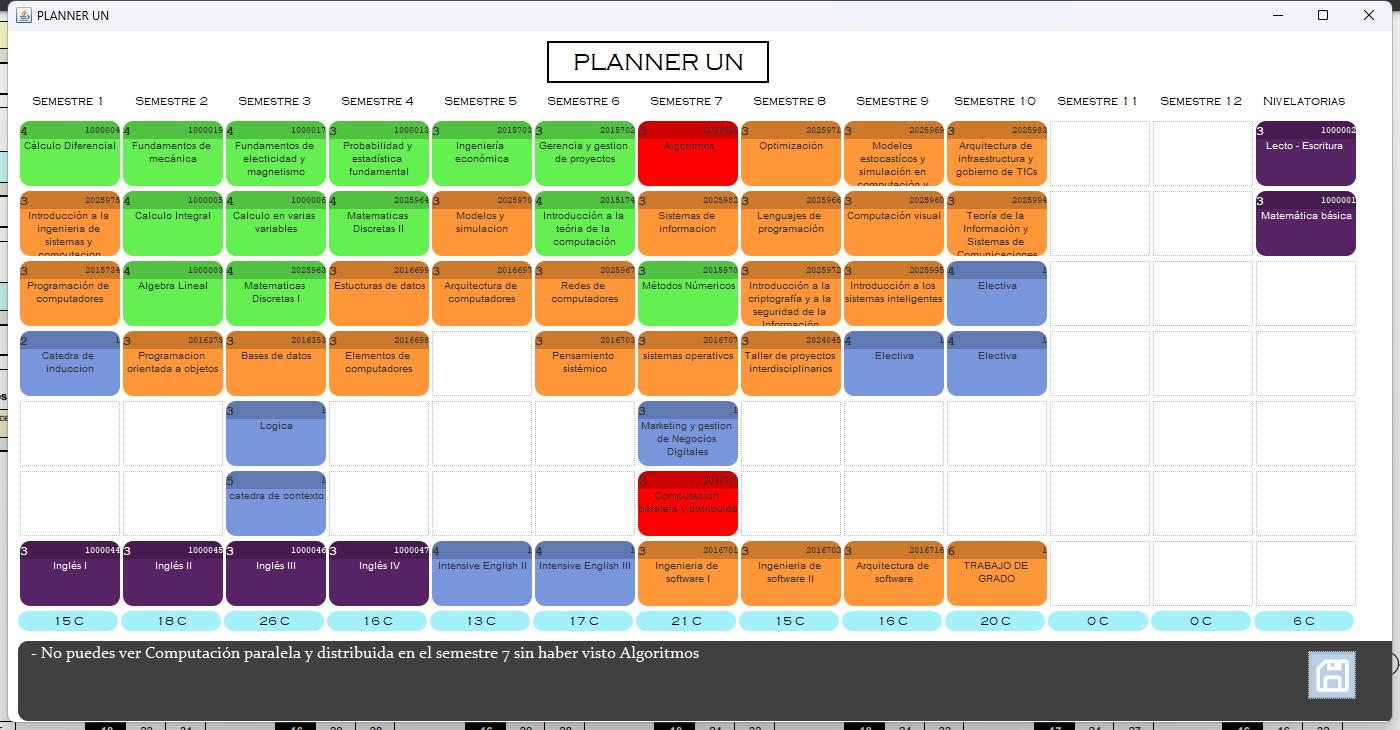 PLANNER UN
PLANNER UN
SEMESTRE 1 SEMESTRE 2 SEMESTRE 3 SEMESTRE 4 SEMESTRE 5 SEMESTRE 6 SEMESTRE 7 SEMESTRE 8 SEMESTRE 9 SEMESTRE 10 SEMESTRE 11 SEMESTRE 12 NIVELATORIAS
4 1000004
Cálculo Diferencial
4 1000019
Fundamentos de
mecánica
4 1000017
Fundamentos de
electicidad y
magnetismo
3 1000013
Probabilidad y
estadística
fundamental
3 2015703
Ingeniería
económica
3 2015702
Gerencia y gestion
de proyectos
Algoritmos
3 2025971
Optimización
3 2025969
Modelos
estocastícos y
simulación en
computación y
3 2025983
Arquitectura de
infraestructura y
gobierno de TICs
3 1000002
Lecto - Escritura
3 2025975
Introducción a la
ingenieria de
sistemas y
computacion
4 1000005
Calculo Integral
4 1000006
Calculo en varias
variables
4 2025964
Matematicas
Discretas II
3 2025970
Modelos y
simulacion
4 2015174
Introducción a la
teória de la
computación
3 2025982
Sistemas de
informacion
3 2025966
Lenguajes de
programación
3 2025960
Computación visual
3 2025994
Teoría de la
Información y
Sistemas de
Comunicaciones
3 1000001
Matemática básica
3 2015734
Programación de
computadores
4 1000003
Algebra Lineal
4 2025963
Matematicas
Discretas I
3 2016699
Estucturas de datos
3 2016697
Arquitectura de
computadores
3 2025967
Redes de
computadores
3 2015970
Métodos Númericos
3 2025972
Introducción a la
criptografía y a la
seguridad de la
Información
3 2025995
Introducción a los
sistemas inteligentes
4 1
Electiva
2 1
Catedra de
induccion
3 2016375
Programacion
orientada a objetos
3 2016353
Bases de datos
3 2016698
Elementos de
computadores
3 2016703
Pensamiento
sistémico
3 2016707
sistemas operativos
3 2024045
Taller de proyectos
interdisciplinarios
4 1
Electiva
4 1
Electiva
3 1
Logica
3 1
Marketing y gestion
de Negocios
Digitales
5 1
catedra de contexto
Computación
paralela y distribuida
3 1000044
Inglés I
3 1000045
Inglés II
3 1000046
Inglés III
3 1000047
Inglés IV
4 1
Intensive English II
4 1
Intensive English III
3 2016701
Ingenieria de
software I
3 2016702
Ingenieria de
software II
3 2016716
Arquitectura de
software
6 1
TRABAJO DE
GRADO
15 C 18 C 26 C 16 C 13 C 17 C 21 C 15 C 16 C 20 C 0 C 0 C 6 C
- No puedes ver Computación paralela y distribuida en el semestre 7 sin haber visto Algoritmos